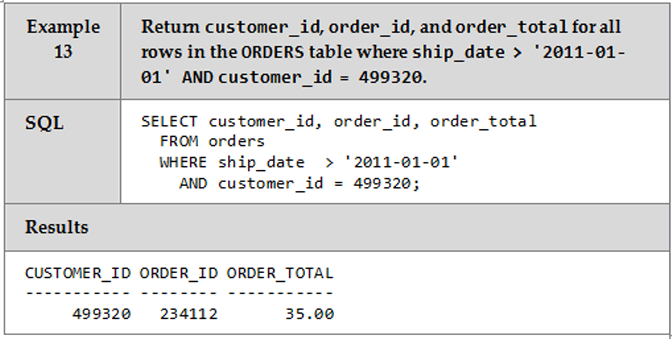 Example 13
Return customer_id, order_id, and order_total for all
rows in the ORDERS table where ship_date > '2011-01-
01' AND customer_id = 499320.
SQL
SELECT customer_id, order_id, order_total
FROM orders
WHERE ship_date  > '2011-01-01'
AND customer_id = 499320;
Results
CUSTOMER_ID ORDER_ID ORDER_TOTAL
----------- -------- -----------
499320 234112 35.00